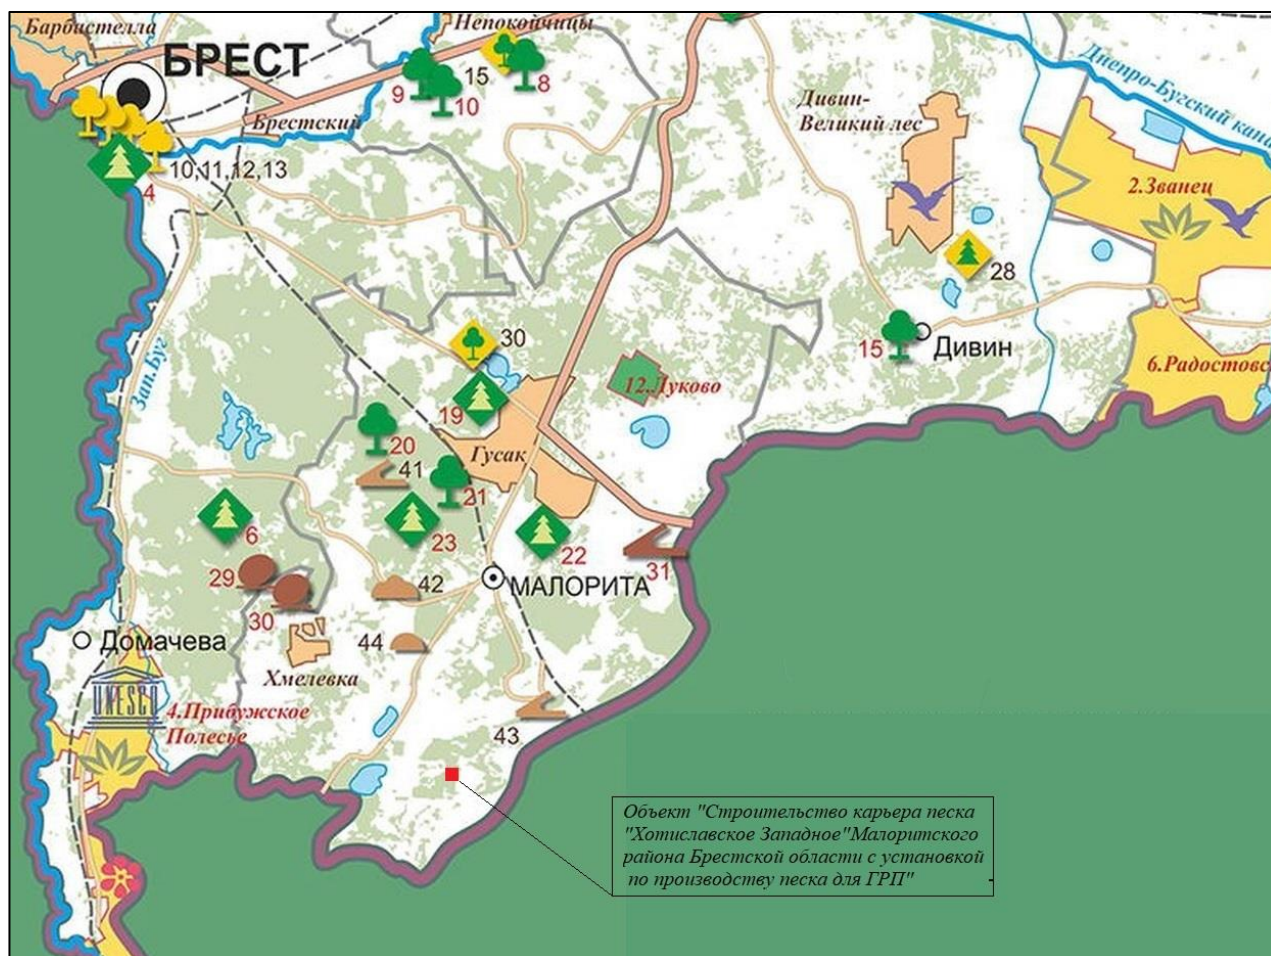 Барбастелла
Непокойчицы
БРЕСТ
15
8
9
10
Брестский
Дивин-
Великий лес
Днепро-Бугский кана
10,11,12,13
4
2.Званец
28
Зап.Буг
30
15
Дивин
12.Луково
6.Радостовс
19
20
Гусак
41
21
6
23
22
31
29
42
МАЛОРИТА
30
44
Домачева
Хмелевка
UNESCO
4.Прибужское
Полесье
43
Объект "Строительство карьера песка
"Хотиславское Западное"Малоритского
района Брестской области с установкой
по производству песка для ГРП"